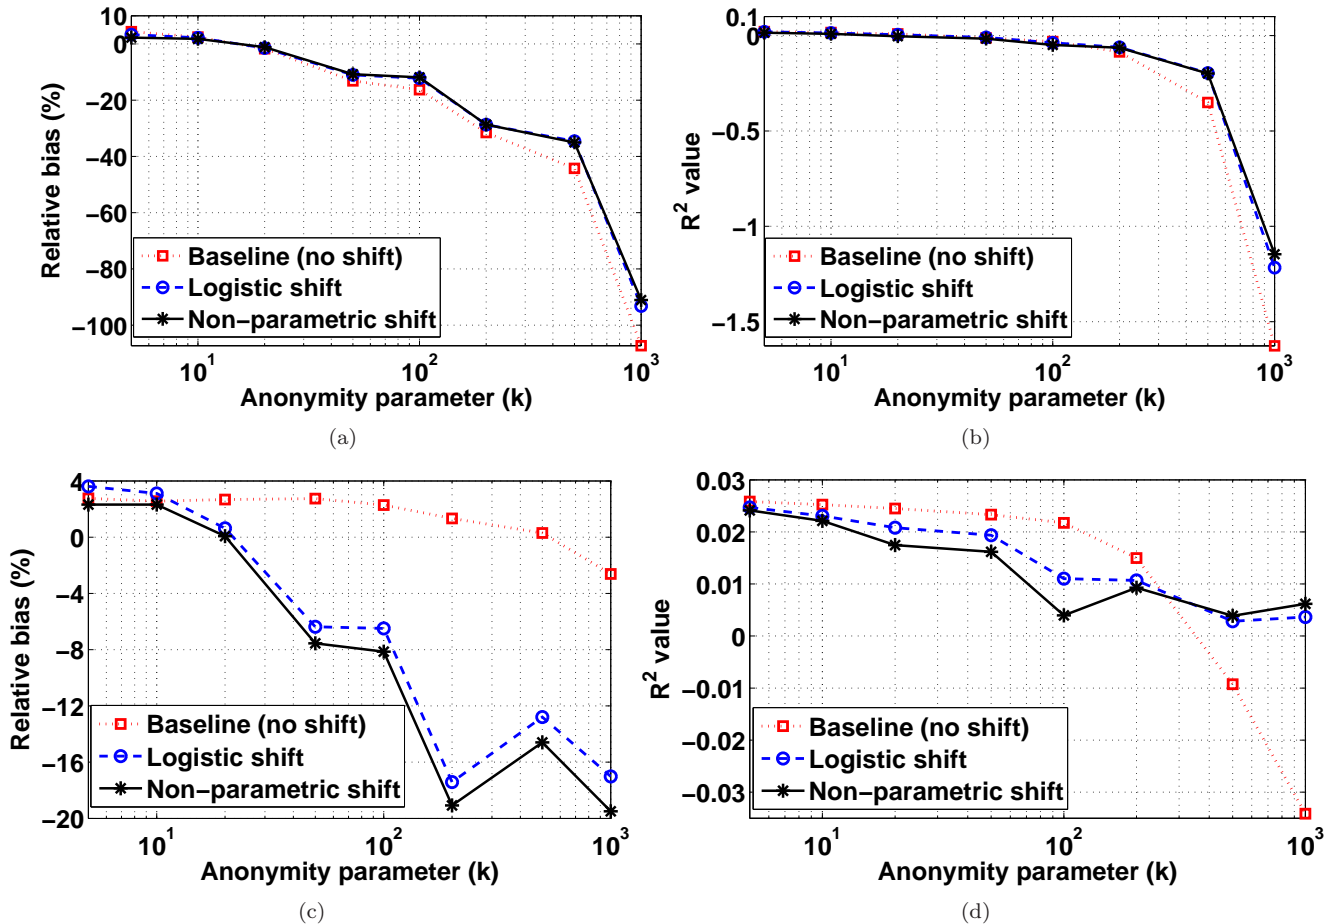 10
0
−20
−40
−60
−80
−100
Relative bias (%)
Baseline (no shift)
Logistic shift
Non−parametric shift
10^1
10^2
10^3
Anonymity parameter (k)
(a)
0.1
0
−0.5
−1
−1.5
R^2 value
Baseline (no shift)
Logistic shift
Non−parametric shift
10^1
10^2
10^3
Anonymity parameter (k)
(b)
4
0
−4
−8
−12
−16
−20
Relative bias (%)
Baseline (no shift)
Logistic shift
Non−parametric shift
10^1
10^2
10^3
Anonymity parameter (k)
(c)
0.03
0.02
0.01
0
−0.01
−0.02
−0.03
R^2 value
Baseline (no shift)
Logistic shift
Non−parametric shift
10^1
10^2
10^3
Anonymity parameter (k)
(d)